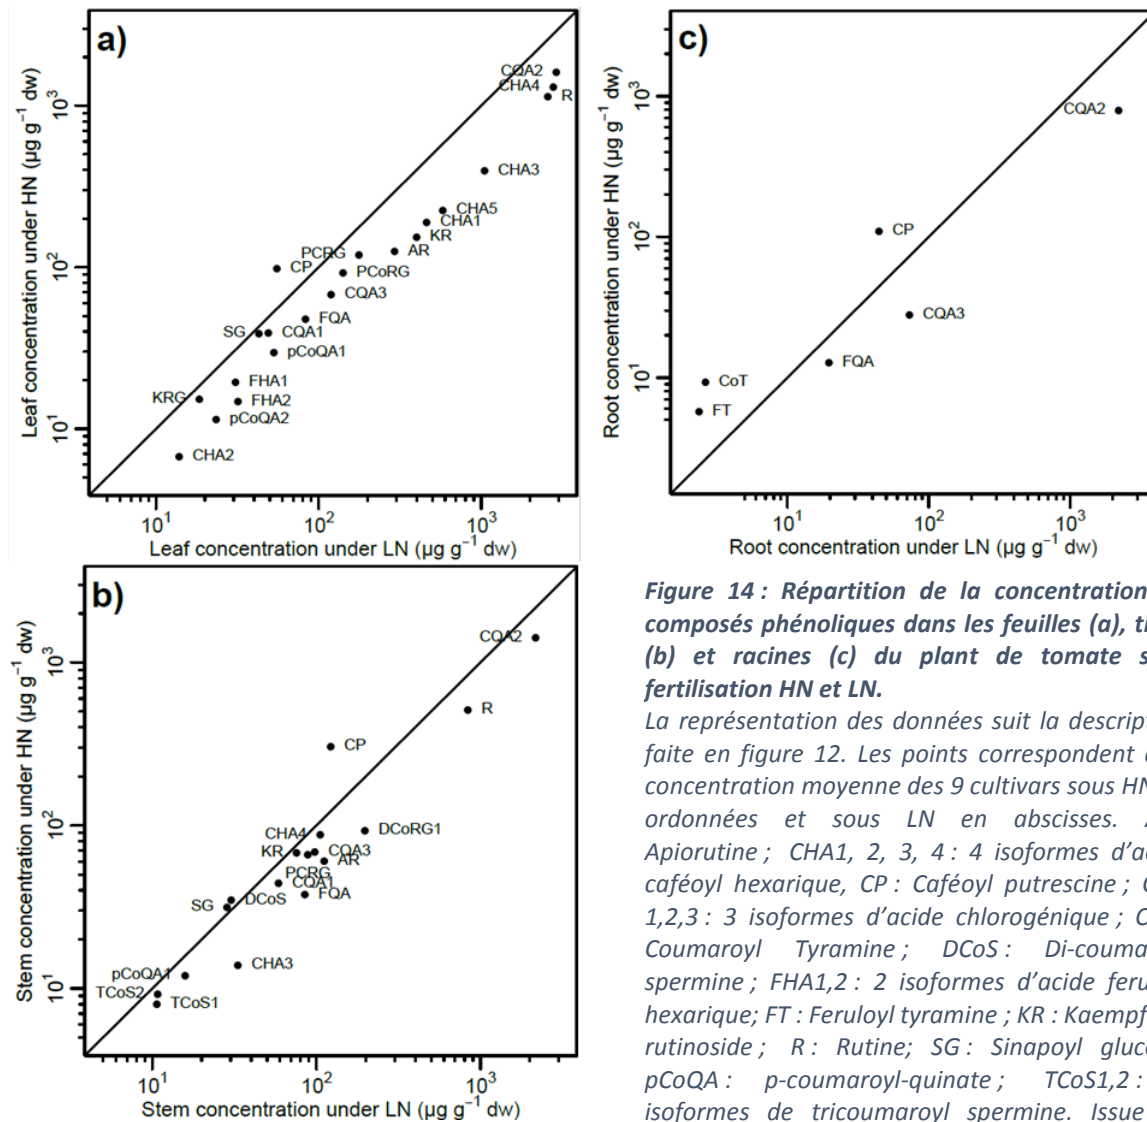 a)
Leaf concentration under HN (µg g⁻¹ dw)
10³
10²
10¹
CQA2
CHA4
R
CHA3
CHA5
CHA1
KR
AR
PCRG
CP
PCoRG
CQA3
FQA
SG
CQA1
pCoQA1
FHA1
KRG
FHA2
pCoQA2
CHA2
10¹ 10² 10³
Leaf concentration under LN (µg g⁻¹ dw)
b)
Stem concentration under HN (µg g⁻¹ dw)
10³
10²
10¹
CQA2
R
CP
DCoRG1
CHA4
KR
CQA3
AR
PCRG
CQA1
FQA
DCoS
SG
CHA3
pCoQA1
TCoS2
TCoS1
10¹ 10² 10³
Stem concentration under LN (µg g⁻¹ dw)
c)
Root concentration under HN (µg g⁻¹ dw)
10³
10²
10¹
CQA2
CP
CQA3
FQA
CoT
FT
10¹ 10² 10³
Root concentration under LN (µg g⁻¹ dw)
Figure 14 : Répartition de la concentration
composés phénoliques dans les feuilles (a), ti
(b) et racines (c) du plant de tomate s
fertilisation HN et LN.
La représentation des données suit la descript
faite en figure 12. Les points correspondent
concentration moyenne des 9 cultivars sous HN
ordonnées et sous LN en abscisses.
Apiorutine ; CHA1, 2, 3, 4 : 4 isoformes d'a
caféoyl hexarique, CP : Caféoyl putrescine ;
1,2,3 : 3 isoformes d'acide chlorogénique ; C
Coumaroyl Tyramine ; DCoS : Di-couma
spermine ; FHA1,2 : 2 isoformes d'acide feru
hexarique; FT : Feruloyl tyramine ; KR : Kaempf
rutinoside ; R : Rutine; SG : Sinapoyl gluc
pCoQA : p-coumaroyl-quinate ; TCoS1,2 :
isoformes de tricoumaroyl spermine. Issue